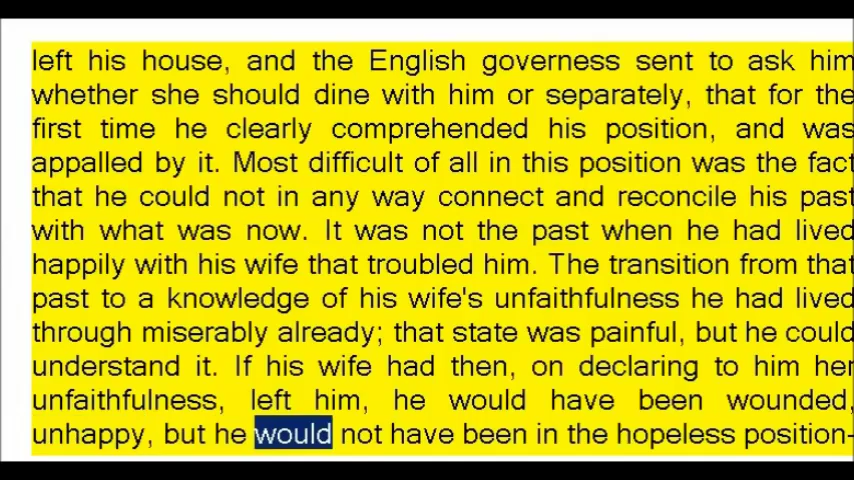 left his house, and the English governess sent to ask him
whether she should dine with him or separately, that for the
first time he clearly comprehended his position, and was
appalled by it. Most difficult of all in this position was the fact
that he could not in any way connect and reconcile his past
with what was now. It was not the past when he had lived
happily with his wife that troubled him. The transition from that
past to a knowledge of his wife's unfaithfulness he had lived
through miserably already; that state was painful, but he could
understand it. If his wife had then, on declaring to him her
unfaithfulness, left him, he would have been wounded,
unhappy, but he would not have been in the hopeless position-